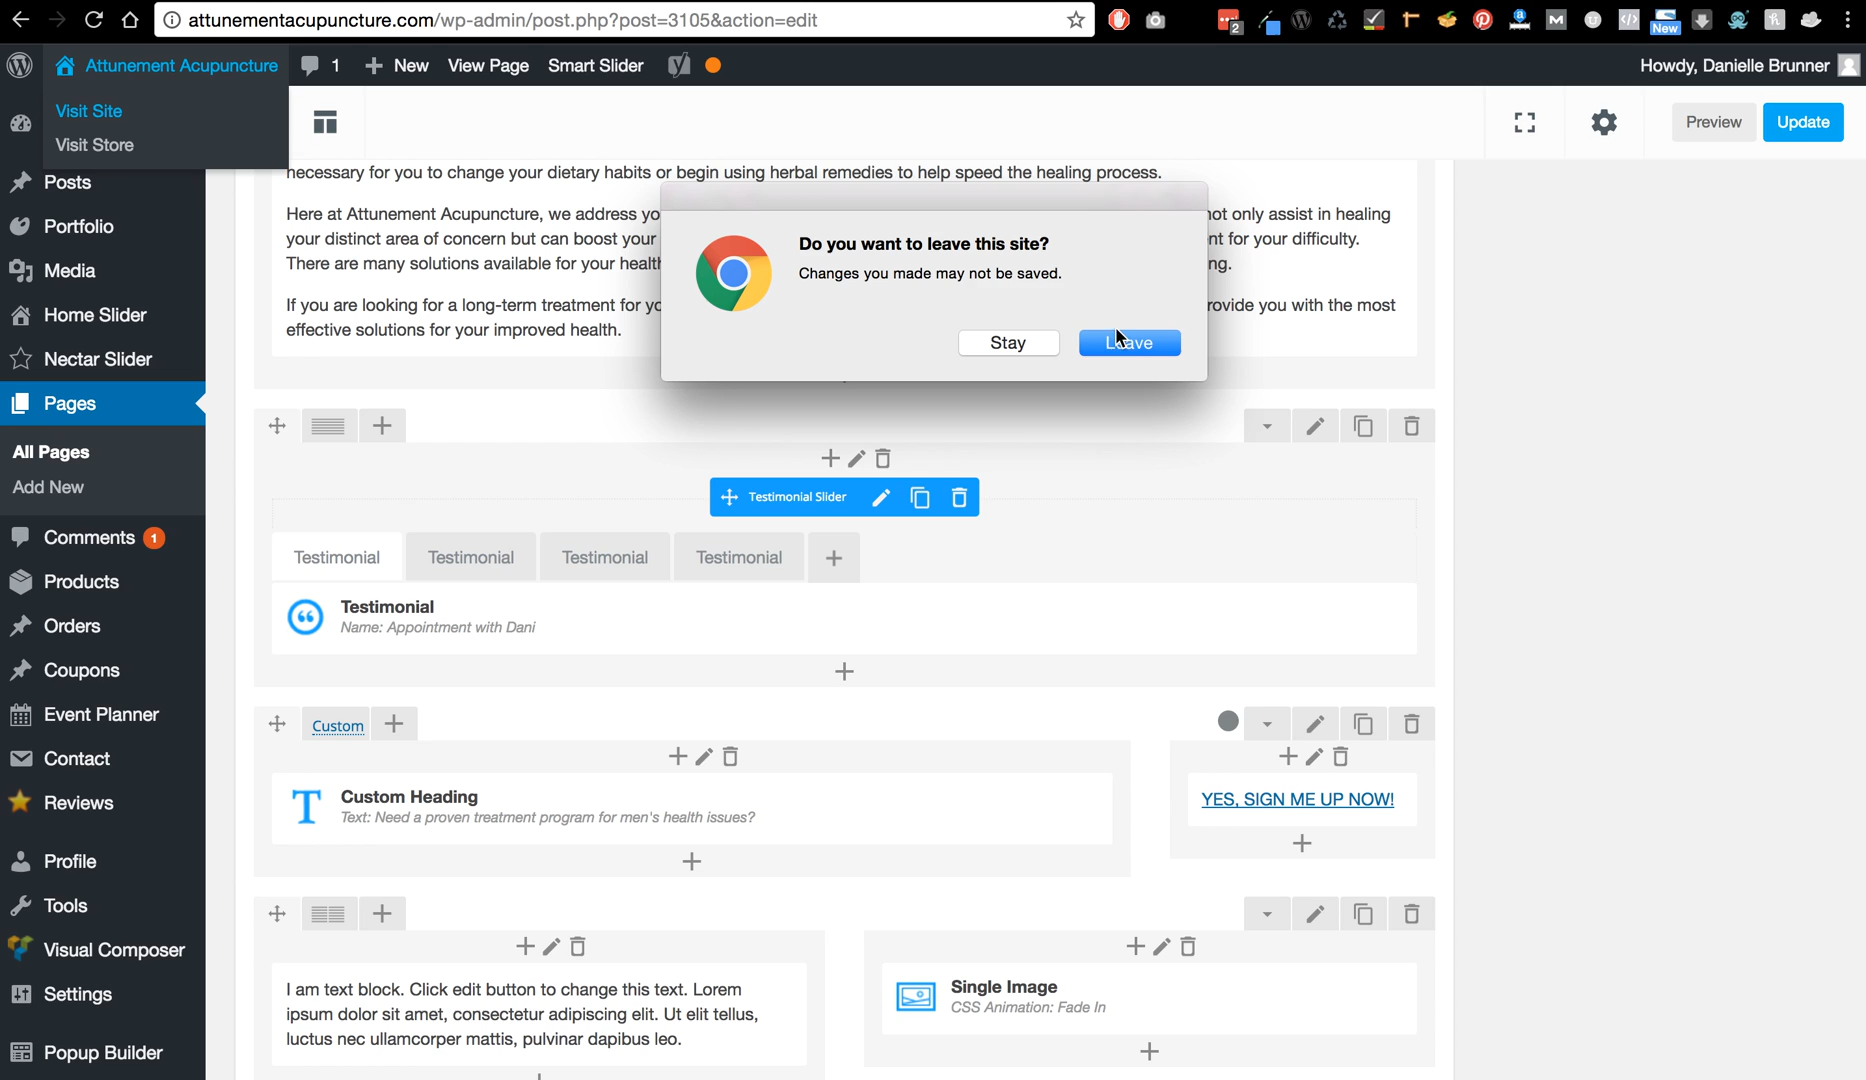 attunementacupuncture.com/wp-admin/post.php?post=3105&action=edit
2
New
Attunement Acupuncture
1
New
View Page
Smart Slider
Howdy, Danielle Brunner
Visit Site
Visit Store
Preview
Update
Posts
Portfolio
Media
Home Slider
Nectar Slider
Pages
All Pages
Add New
Comments 1
Products
Orders
Coupons
Event Planner
Contact
Reviews
Profile
Tools
Visual Composer
Settings
Popup Builder
necessary for you to change your dietary habits or begin using herbal remedies to help speed the healing process.
Here at Attunement Acupuncture, we address yo
not only assist in healing
your distinct area of concern but can boost your
nt for your difficulty.
There are many solutions available for your health
ng.
If you are looking for a long-term treatment for yo
rovide you with the most
effective solutions for your improved health.
Do you want to leave this site?
Changes you made may not be saved.
Stay
Leave
Testimonial Slider
Testimonial
Testimonial
Testimonial
Testimonial
Testimonial
Name: Appointment with Dani
Custom
Custom Heading
Text: Need a proven treatment program for men's health issues?
YES, SIGN ME UP NOW!
I am text block. Click edit button to change this text. Lorem
ipsum dolor sit amet, consectetur adipiscing elit. Ut elit tellus,
luctus nec ullamcorper mattis, pulvinar dapibus leo.
Single Image
CSS Animation: Fade In